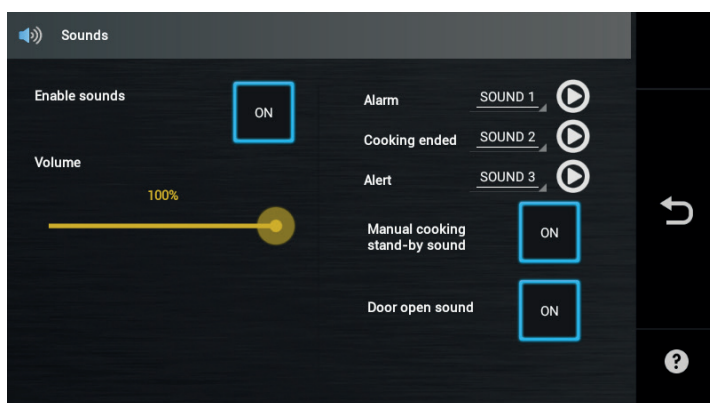 Sounds
Enable sounds
ON
Volume
100%
Alarm
SOUND 1
Cooking ended
SOUND 2
Alert
SOUND 3
Manual cooking
stand-by sound
ON
Door open sound
ON
?